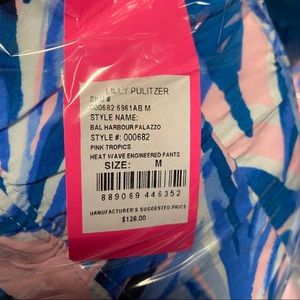 LILLY PULITZER
SKU #
000682 6961AB M
STYLE NAME:
BAL HARBOUR PALAZZO
STYLE #: 000682
PINK TROPICS
HEAT WAVE ENGINEERED PANTS
SIZE: M
889069 446352
MANUFACTURER'S SUGGESTED PRICE
$128.00